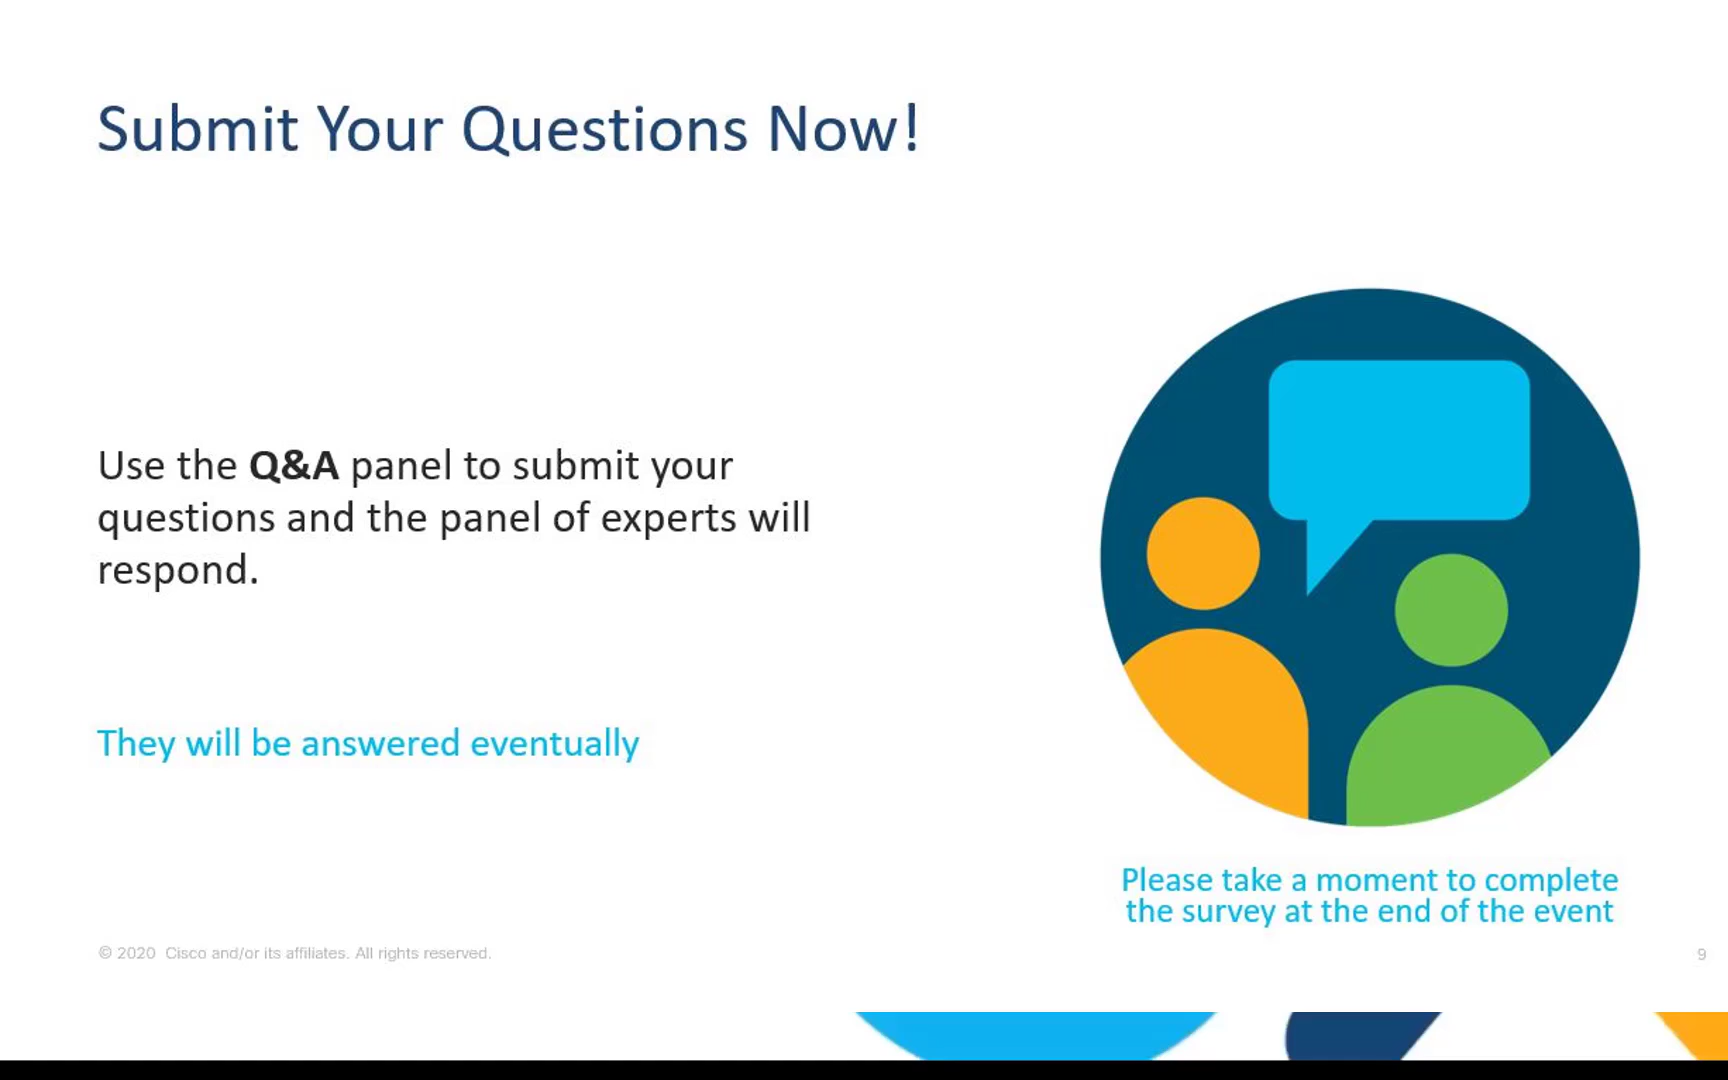 Submit Your Questions Now!
Use the Q&A panel to submit your
questions and the panel of experts will
respond.
They will be answered eventually
Please take a moment to complete
the survey at the end of the event
© 2020 Cisco and/or its affiliates. All rights reserved.
9